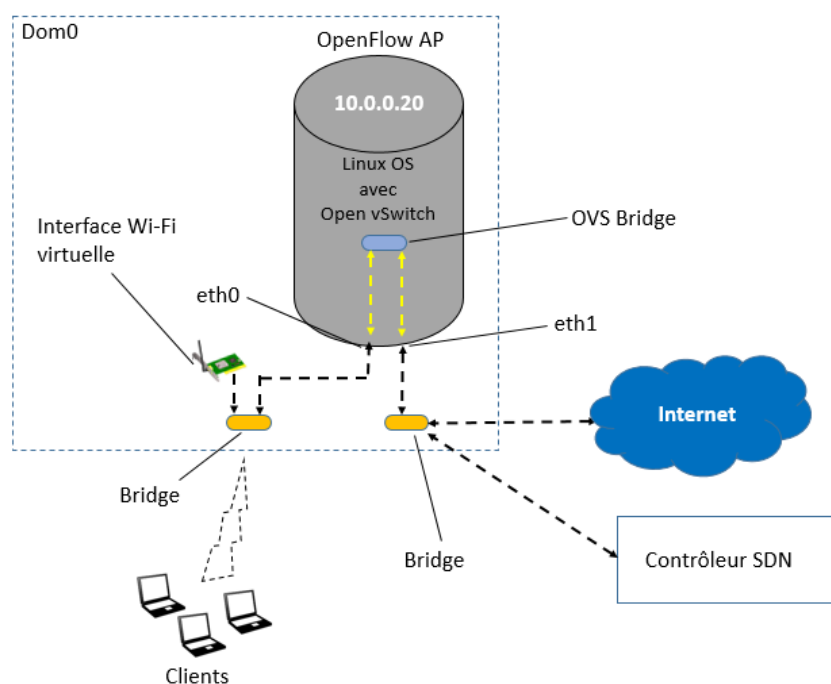 Dom0
OpenFlow AP
10.0.0.20
Linux OS
avec
Open vSwitch
OVS Bridge
Interface Wi-Fi
virtuelle
eth0
eth1
Internet
Bridge
Bridge
Contrôleur SDN
Clients